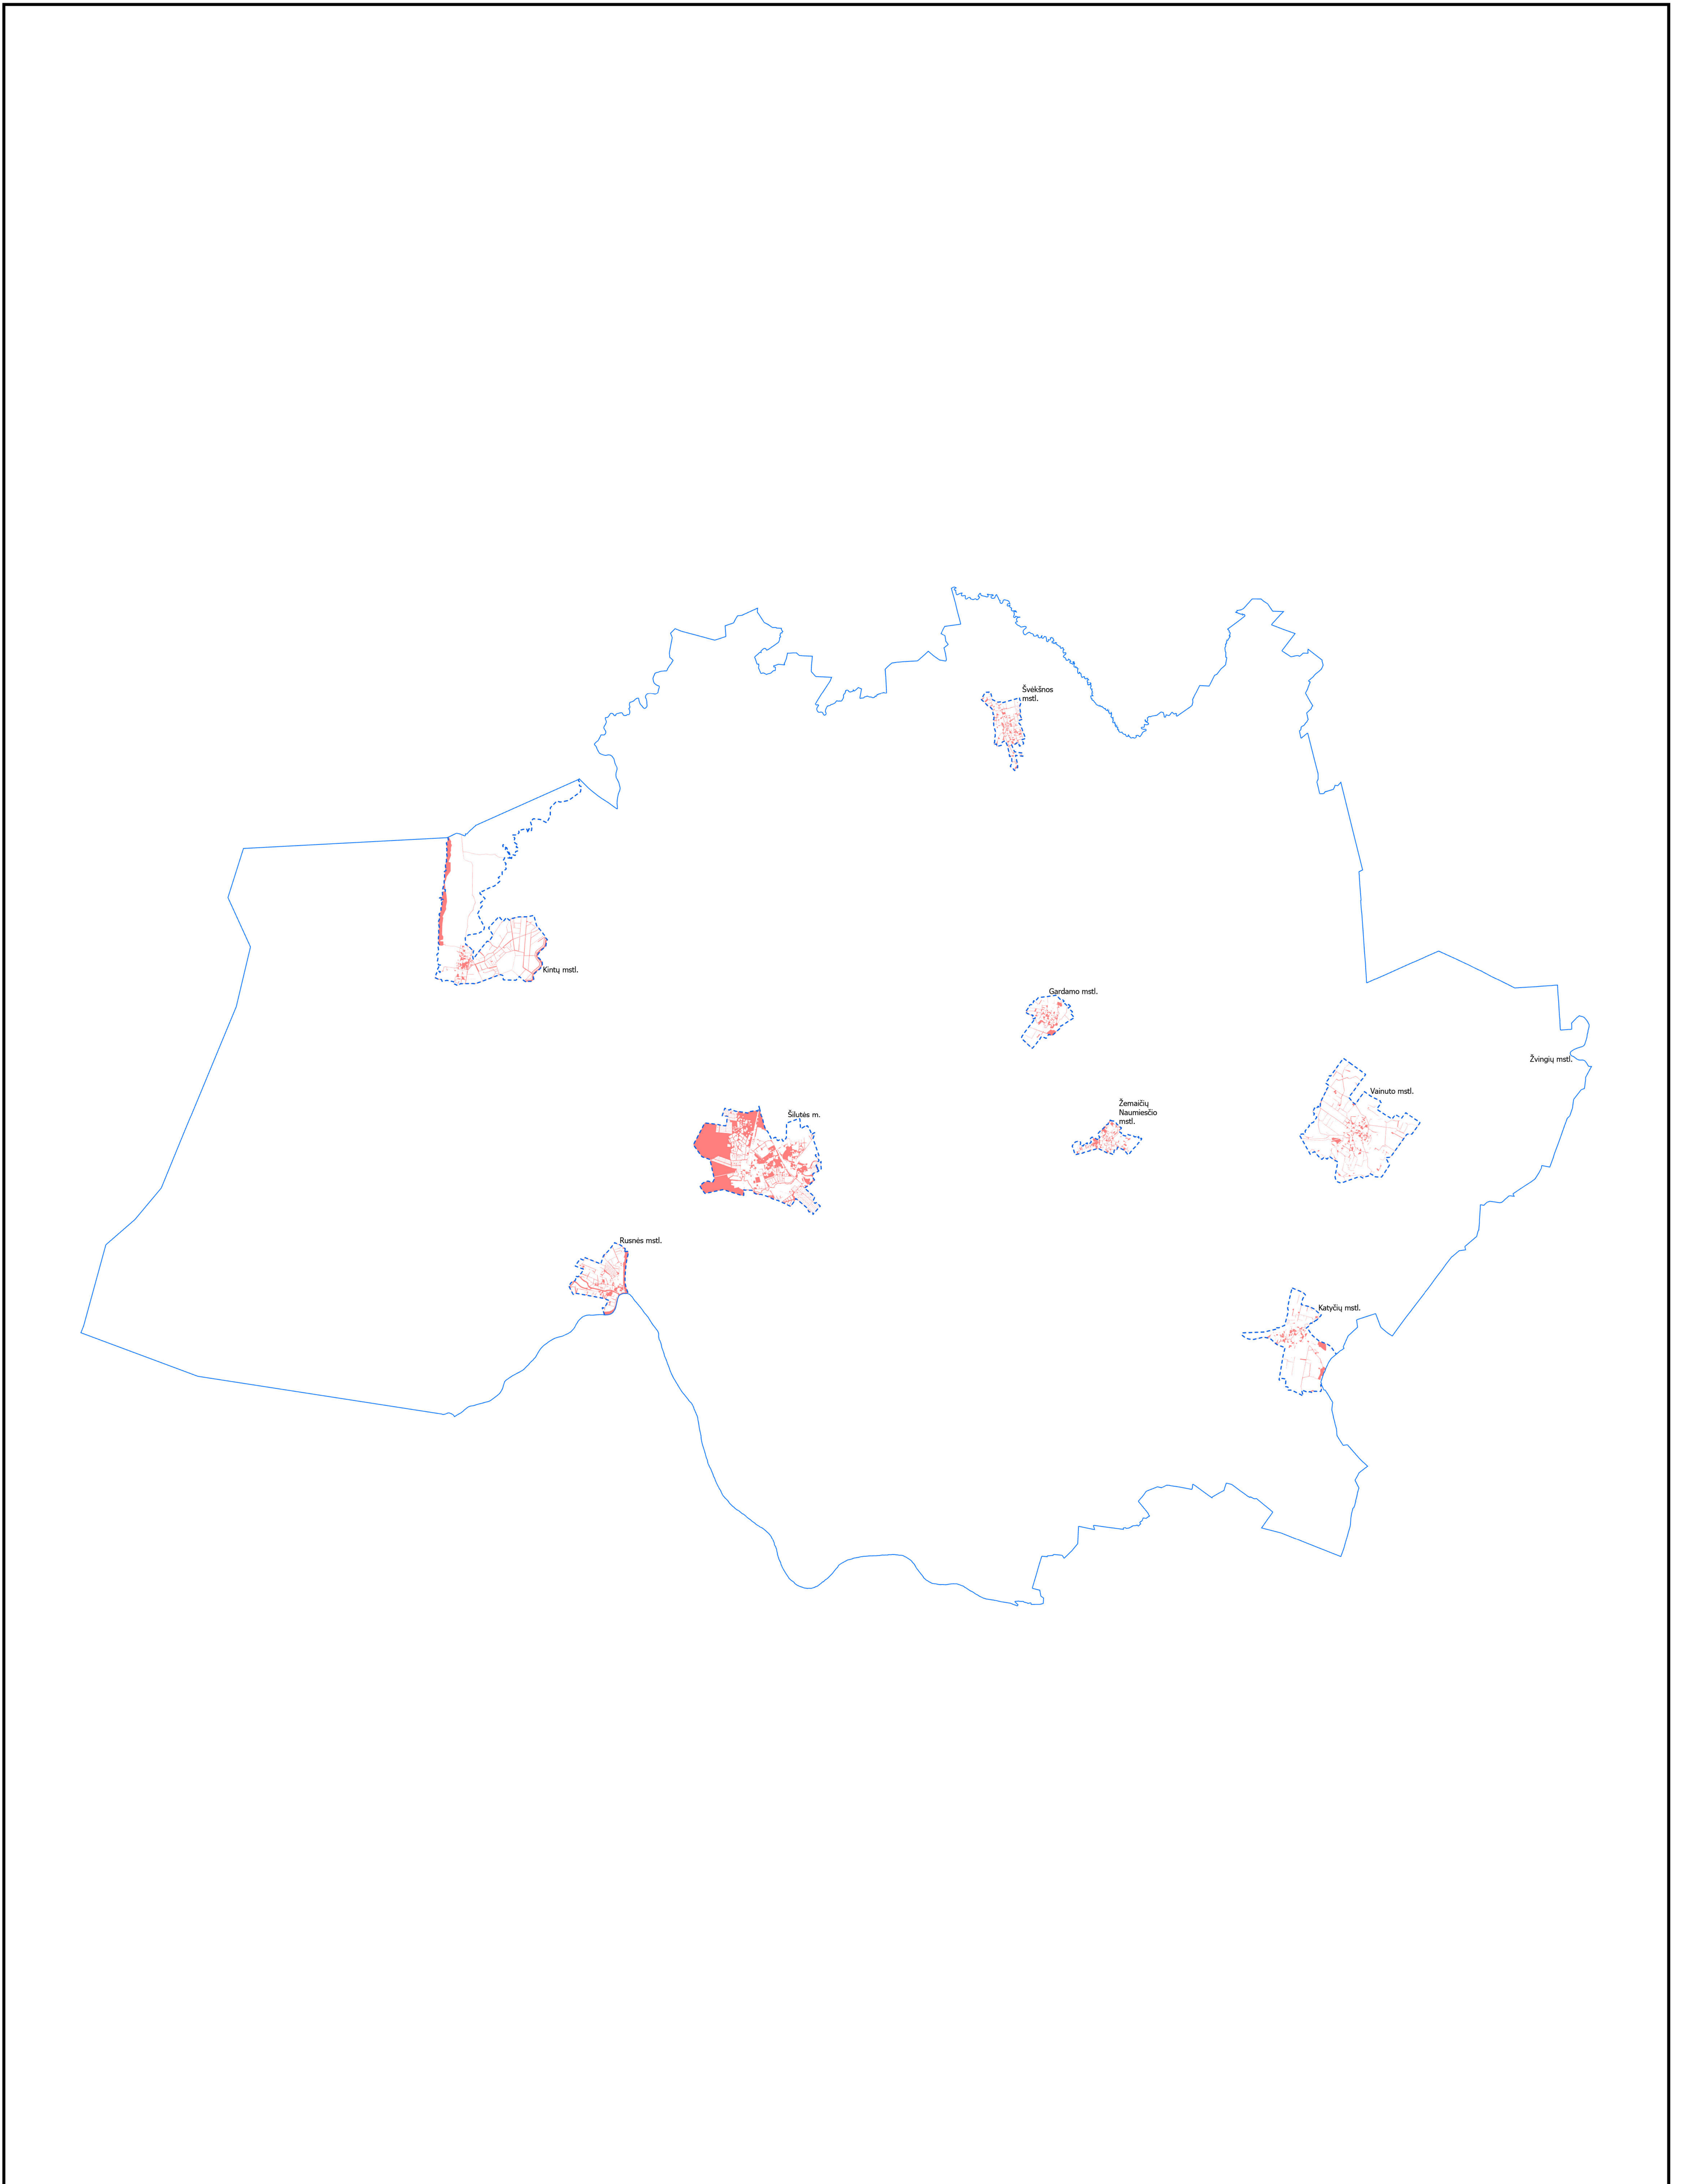 Švėkšnos
mstl.
Kintų mstl.
Gardamo mstl.
Žvingių mstl.
Vainuto mstl.
Žemaičių
Naumiesčio
mstl.
Šilutės m.
Rusnės mstl.
Katyčių mstl.